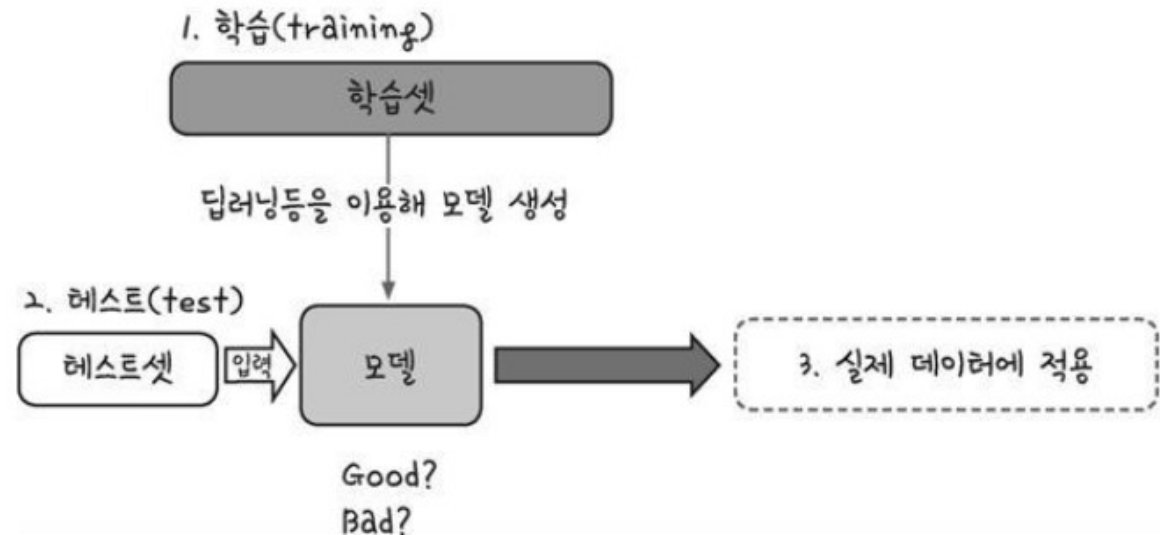 1. 학습(training)
학습셋
딥러닝등을 이용해 모델 생성
2. 테스트(test)
테스트셋
입력
모델
3. 실제 데이터에 적용
Good?
Bad?